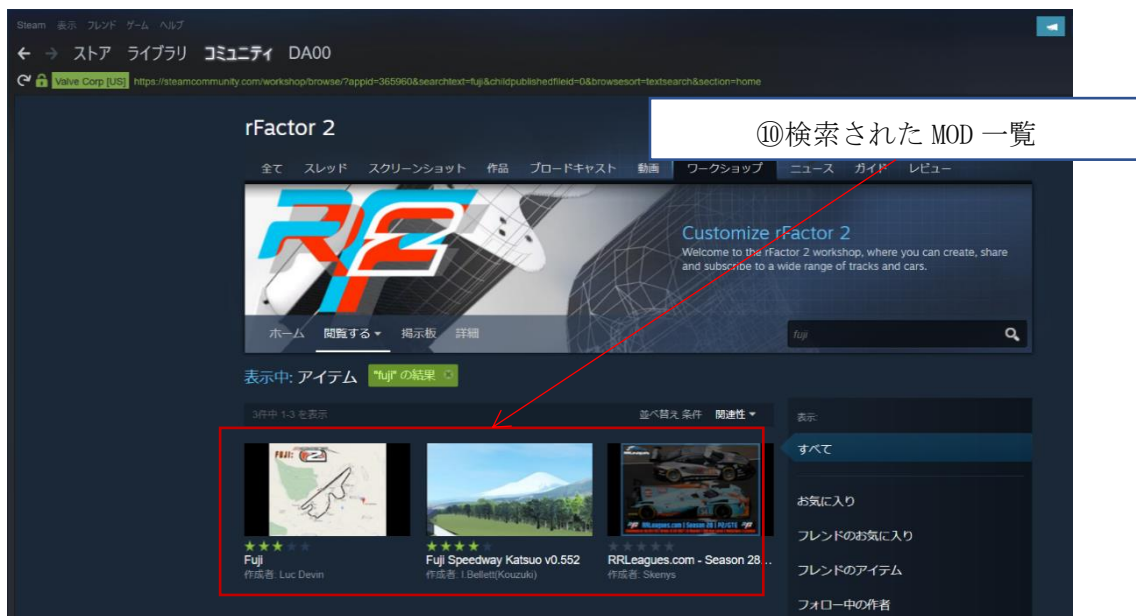 Steam 表示 フレンド ゲーム ヘルプ
← → ストア ライブラリ コミュニティ DA00
Valve Corp [US] https://steamcommunity.com/workshop/browse/?appid=365960&searchtext=fuji&childpublishedfileid=0&browsesort=textsearch&section=home
⑩検索された MOD 一覧
rFactor 2
全て スレッド スクリーンショット 作品 ブロードキャスト 動画 ワークショップ ニュース ガイド レビュー
Customize rFactor 2
Welcome to the rFactor 2 workshop, where you can create, share
and subscribe to a wide range of tracks and cars.
ホーム 閲覧する 掲示板 詳細
fuji
表示中: アイテム "fuji" の結果
3件中 1-3 を表示 並べ替え 条件 関連性
表示:
すべて
お気に入り
フレンドのお気に入り
フレンドのアイテム
フォロー中の作者
FUJI:
Fuji
作成者: Luc Devin
Fuji Speedway Katsuo v0.552
作成者: I.Bellett(Kouzuki)
RRLeagues.com | Season 28 | P2/GTE
RRLeagues.com - Season 28...
作成者: Skenys